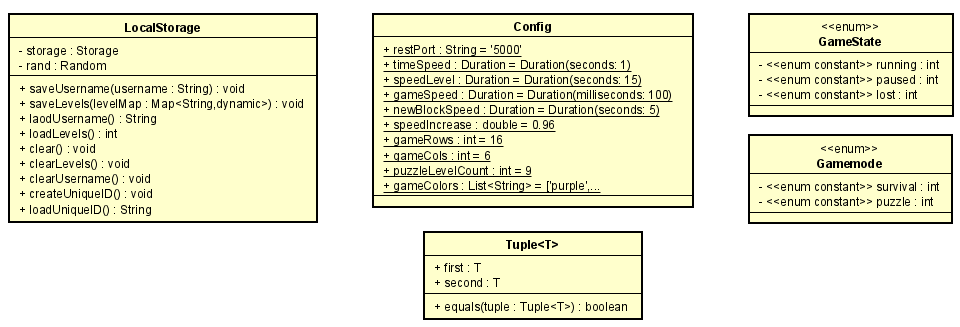 LocalStorage
- storage : Storage
- rand : Random
+ saveUsername(username : String) : void
+ saveLevels(levelMap : Map<String,dynamic>) : void
+ laodUsername() : String
+ loadLevels() : int
+ clear() : void
+ clearLevels() : void
+ clearUsername() : void
+ createUniqueID() : void
+ loadUniqueID() : String
Config
+ restPort : String = '5000'
+ timeSpeed : Duration = Duration(seconds: 1)
+ speedLevel : Duration = Duration(seconds: 15)
+ gameSpeed : Duration = Duration(milliseconds: 100)
+ newBlockSpeed : Duration = Duration(seconds: 5)
+ speedIncrease : double = 0.96
+ gameRows : int = 16
+ gameCols : int = 6
+ puzzleLevelCount : int = 9
+ gameColors : List<String> = ['purple',...
<<enum>>
GameState
- <<enum constant>> running : int
- <<enum constant>> paused : int
- <<enum constant>> lost : int
<<enum>>
Gamemode
- <<enum constant>> survival : int
- <<enum constant>> puzzle : int
Tuple<T>
+ first : T
+ second : T
+ equals(tuple : Tuple<T>) : boolean